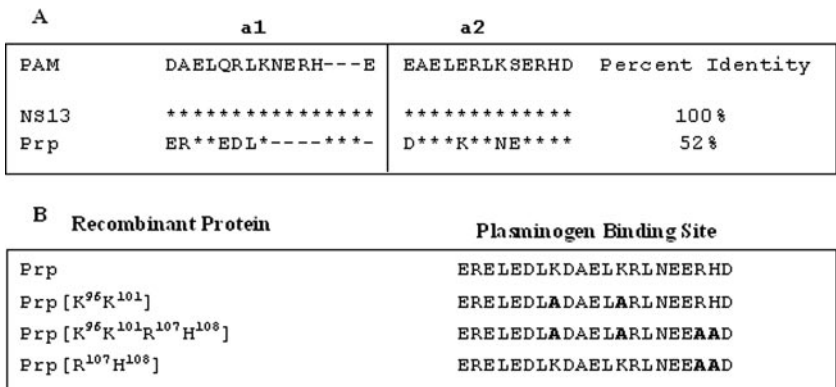 A
a1 a2
PAM DAELQRLKNERH---E EAELERLKSERHD Percent Identity
NS13 **************** ************* 100%
Prp ER**EDL*----***- D***K**NE**** 52%
B Recombinant Protein Plasminogen Binding Site
Prp ERELEDLKDAELKRLNEERHD
Prp[K96K101] ERELEDLADAELARLNEERHD
Prp[K96K101R107H108] ERELEDLADAELARLNEEAAD
Prp[R107H108] ERELEDLKDAELKRLNEEAAD